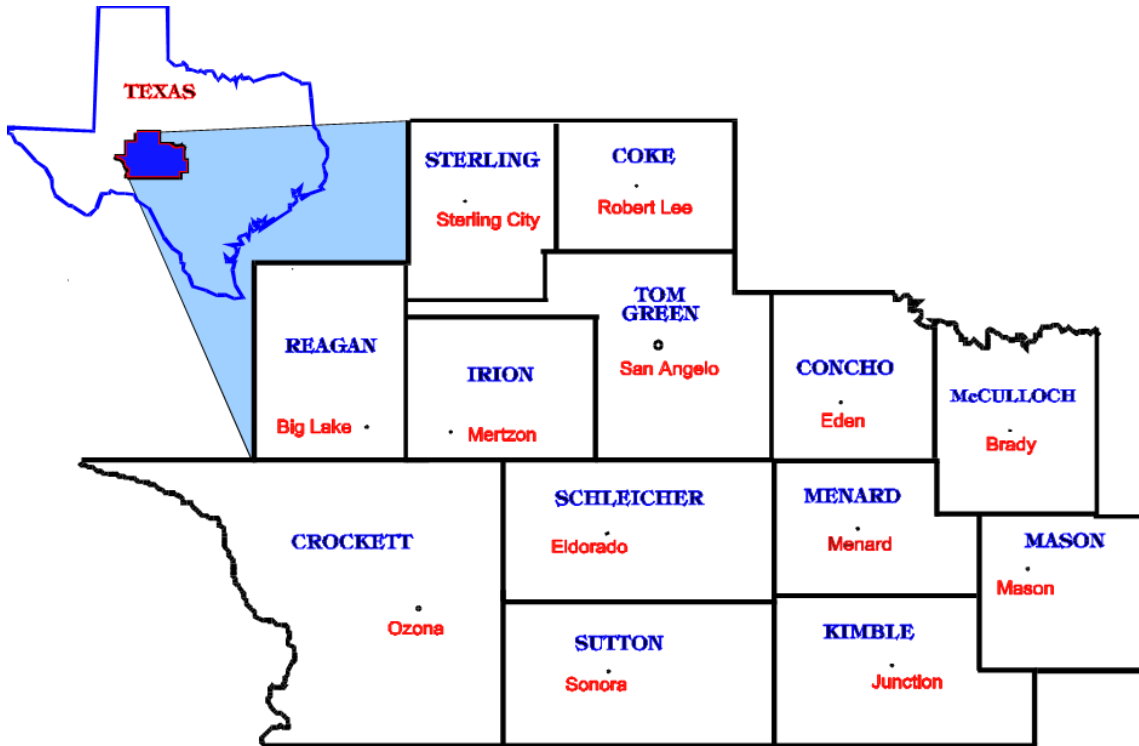 TEXAS
STERLING
Sterling City
COKE
Robert Lee
TOM
GREEN
San Angelo
REAGAN
Big Lake
IRION
Mertzon
CONCHO
Eden
McCULLOCH
Brady
CROCKETT
Ozona
SCHLEICHER
Eldorado
MENARD
Menard
MASON
Mason
SUTTON
Sonora
KIMBLE
Junction